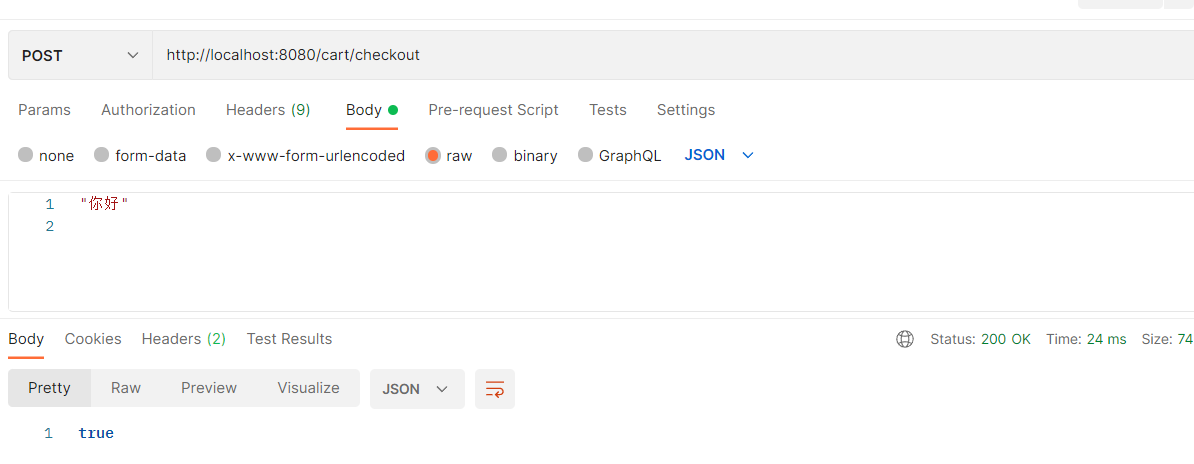 POST http://localhost:8080/cart/checkout
Params Authorization Headers (9) Body Pre-request Script Tests Settings
none form-data x-www-form-urlencoded raw binary GraphQL JSON
1 "你好"
2
Body Cookies Headers (2) Test Results Status: 200 OK Time: 24 ms Size: 74
Pretty Raw Preview Visualize JSON
1 true